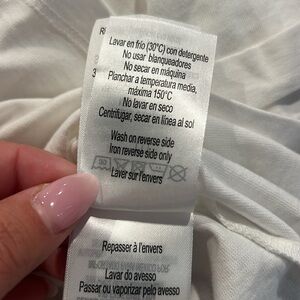 Lavar en frío (30°C) con detergente
No usar blanqueadores
No secar en máquina
Planchar a temperatura media,
máxima 150°C
No lavar en seco
Centrifugar, secar en línea al sol
Wash on reverse side
Iron reverse side only
Laver sur l'envers
Repasser à l'envers
Lavar do avesso
Passar ou vaporizar pelo avesso